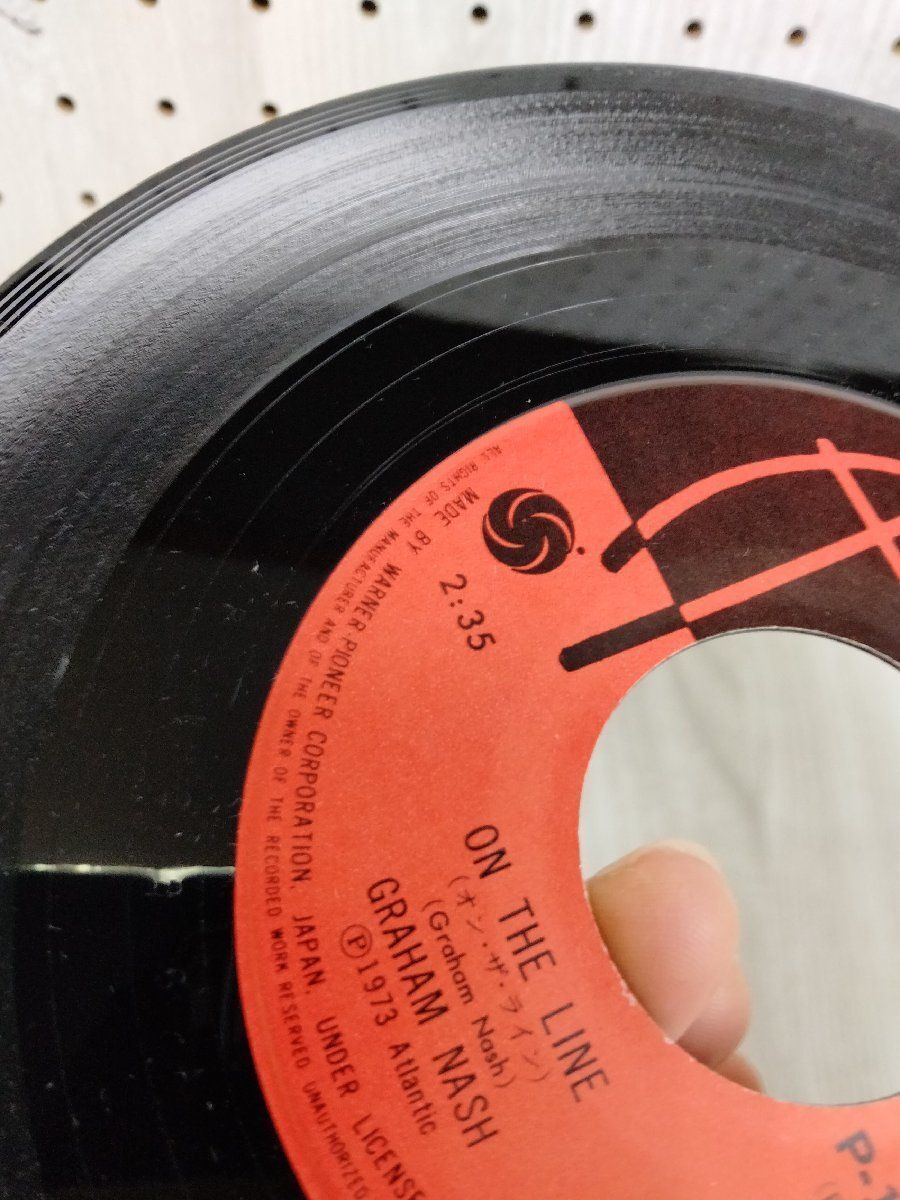 2:35
ON THE LINE
(オン・ザ・ライン)
(Graham Nash)
GRAHAM NASH
Ⓟ1973 Atlantic
P-1
MADE BY WARNER-PIONEER CORPORATION, JAPAN, UNDER LICENSE
ALL RIGHTS OF THE MANUFACTURER AND OF THE OWNER OF THE RECORDED WORK RESERVED UNAUTHORIZED